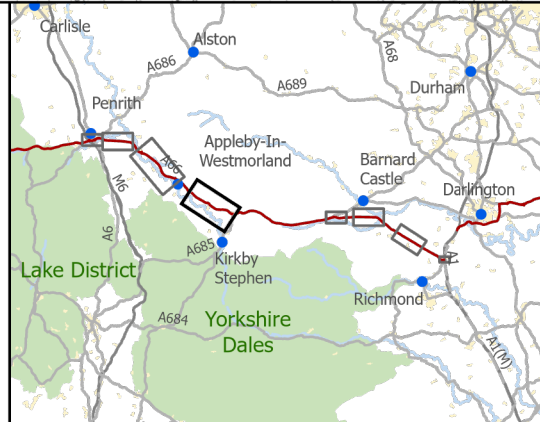 Carlisle
Alston
A686
A68
A689
Durham
Penrith
Appleby-In-
Westmorland
A66
Barnard
Castle
Darlington
M6
A6
A685
Kirkby
Stephen
Lake District
A1
Richmond
A684
Yorkshire
Dales
A1(M)